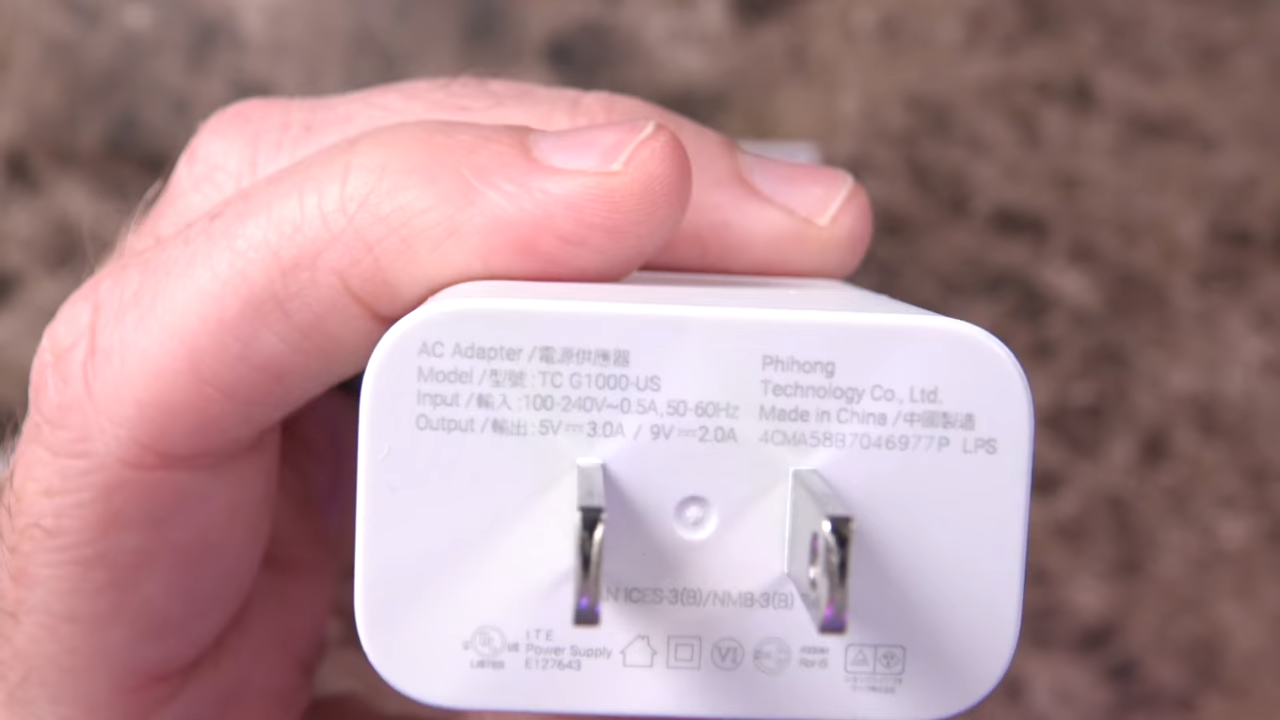 AC Adapter /電源供應器
Model /型號 : TC G1000-US
Input /輸入 :100-240V~0.5A,50-60Hz
Output /輸出: 5V⎓3.0A / 9V⎓2.0A
Phihong
Technology Co., Ltd.
Made in China /中國製造
4CMA58B7046977P LPS
ICES-3(B)/NMB-3(B)
LISTED
I.T.E
Power Supply
E127643
VI